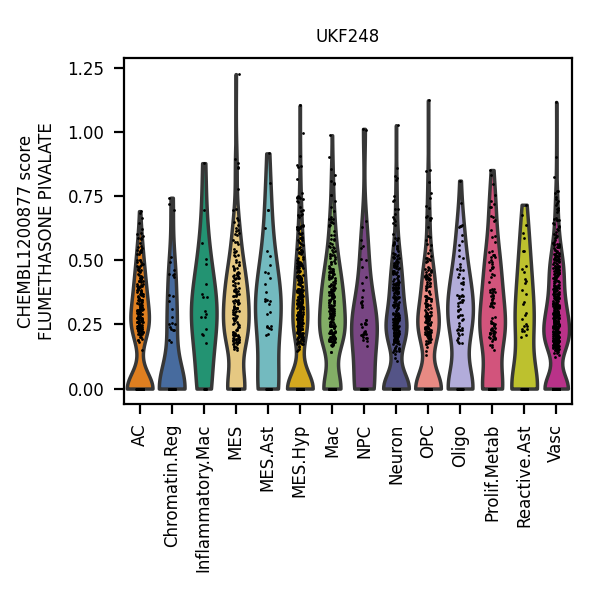 UKF248
CHEMBL1200877 score
FLUMETHASONE PIVALATE
1.25
1.00
0.75
0.50
0.25
0.00
AC
Chromatin.Reg
Inflammatory.Mac
MES
MES.Ast
MES.Hyp
Mac
NPC
Neuron
OPC
Oligo
Prolif.Metab
Reactive.Ast
Vasc